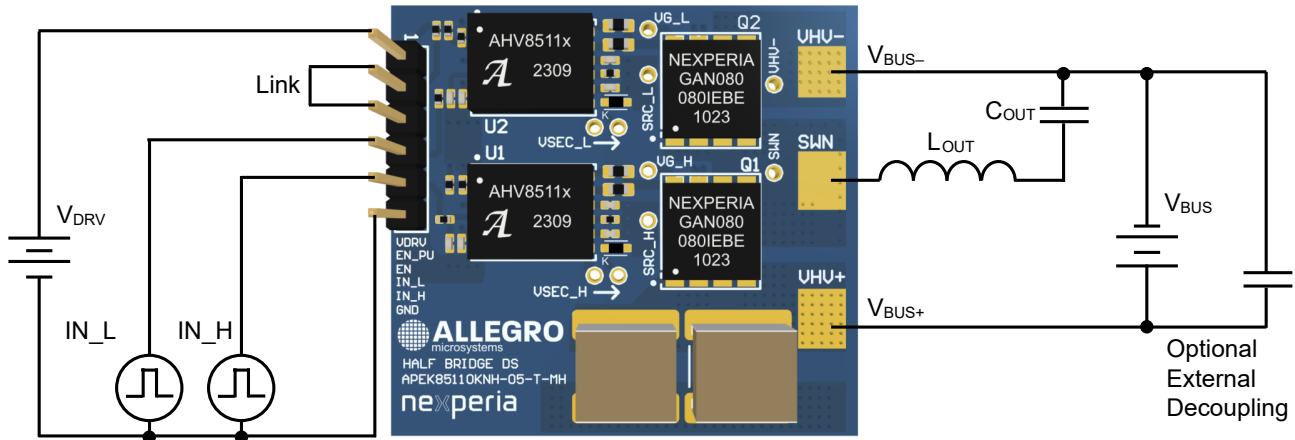 VDRV
Link
IN_L
IN_H
1
AHV8511x
A 2309
U2
U1
AHV8511x
A 2309
VG_L
Q2
SRC_L
NEXPERIA
GAN080
080IEBE
1023
VHV-
VHV-
VSEC_L
K
VG_H
Q1
SRC_H
NEXPERIA
GAN080
080IEBE
1023
SWN
SWN
VSEC_H
K
VHV+
VDRV
EN_PU
EN
IN_L
IN_H
GND
ALLEGRO
microsystems
HALF BRIDGE DS
APEK85110KNH-05-T-MH
nexperia
VBUS–
COUT
LOUT
VBUS
VBUS+
Optional
External
Decoupling